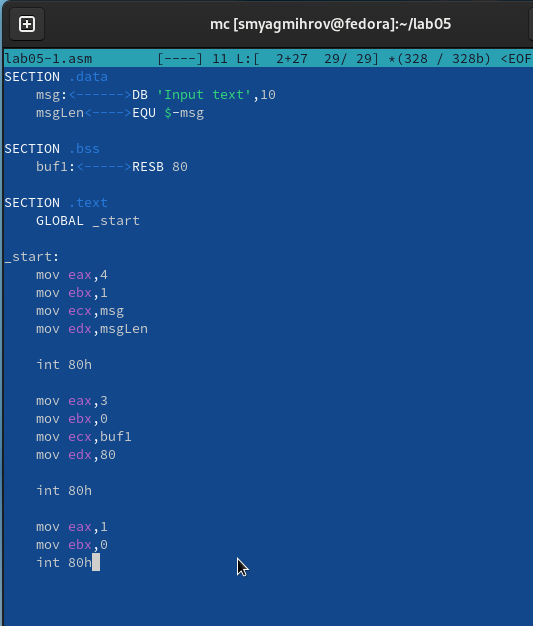 mc [smyagmihrov@fedora]:~/lab05
lab05-1.asm [----] 11 L:[ 2+27 29/ 29] *(328 / 328b) <EOF
SECTION .data
msg:<------>DB 'Input text',10
msgLen<---->EQU $-msg
SECTION .bss
buf1:<----->RESB 80
SECTION .text
GLOBAL _start
_start:
mov eax,4
mov ebx,1
mov ecx,msg
mov edx,msgLen
int 80h
mov eax,3
mov ebx,0
mov ecx,buf1
mov edx,80
int 80h
mov eax,1
mov ebx,0
int 80h